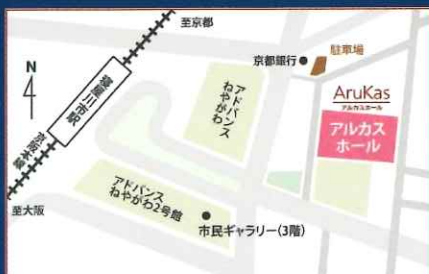 至京都
N
寝屋川市駅
京阪本線
至大阪
アドバンス
ねやがわ
アドバンス
ねやがわ2号館
市民ギャラリー(3階)
京都銀行
駐車場
AruKas
アルカスホール
アルカス
ホール